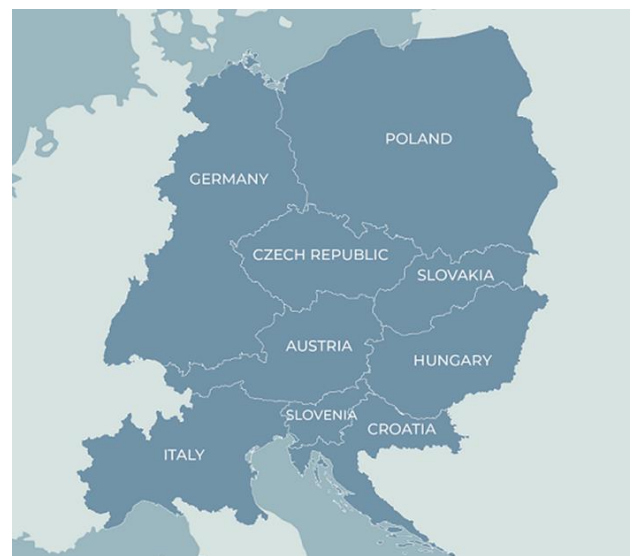 POLAND
GERMANY
CZECH REPUBLIC
SLOVAKIA
AUSTRIA
HUNGARY
SLOVENIA
CROATIA
ITALY